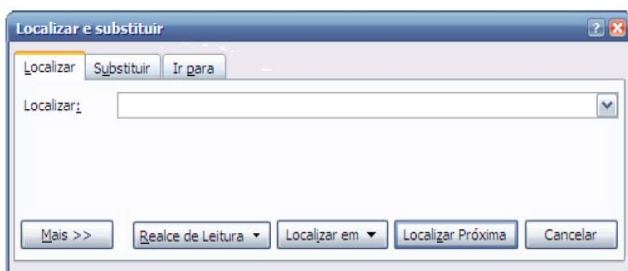 Localizar e substituir
Localizar Substituir Ir para
Localizar:
Mais >> Realce de Leitura Localizar em Localizar Próxima Cancelar